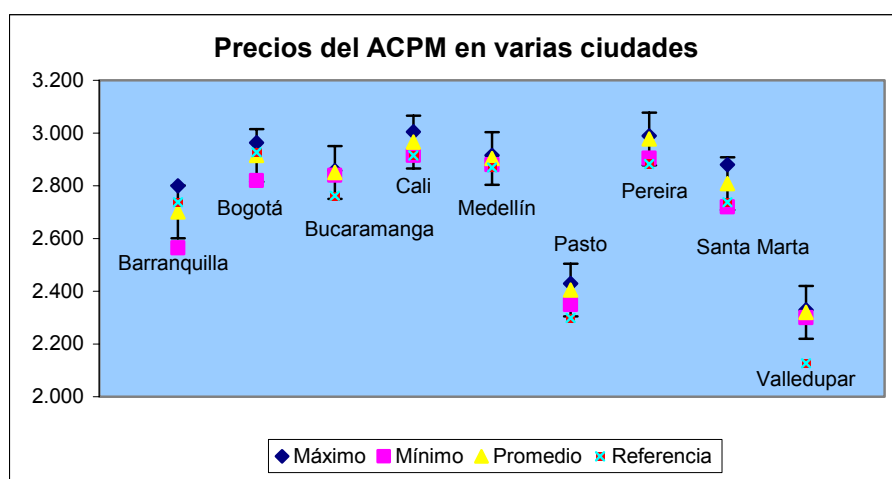 Precios del ACPM en varias ciudades
3.200
3.000
2.800
2.600
2.400
2.200
2.000
Barranquilla
Bogotá
Bucaramanga
Cali
Medellín
Pasto
Pereira
Santa Marta
Valledupar
Máximo Mínimo Promedio Referencia